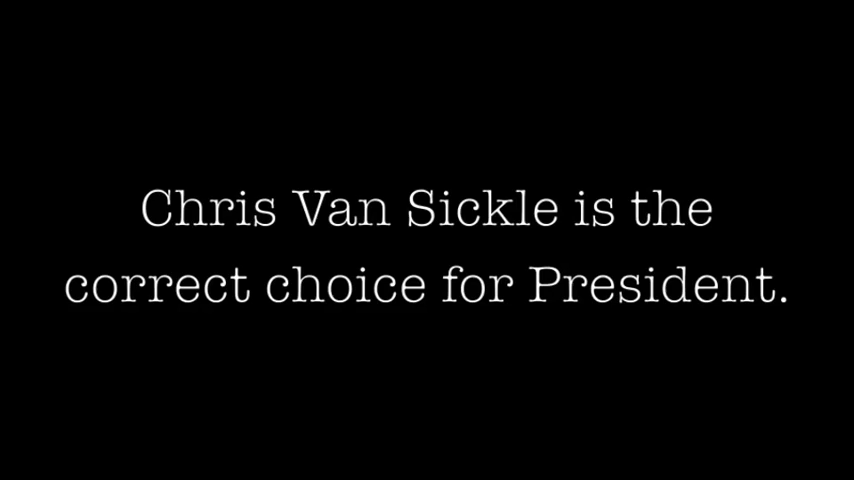 Chris Van Sickle is the
correct choice for President.